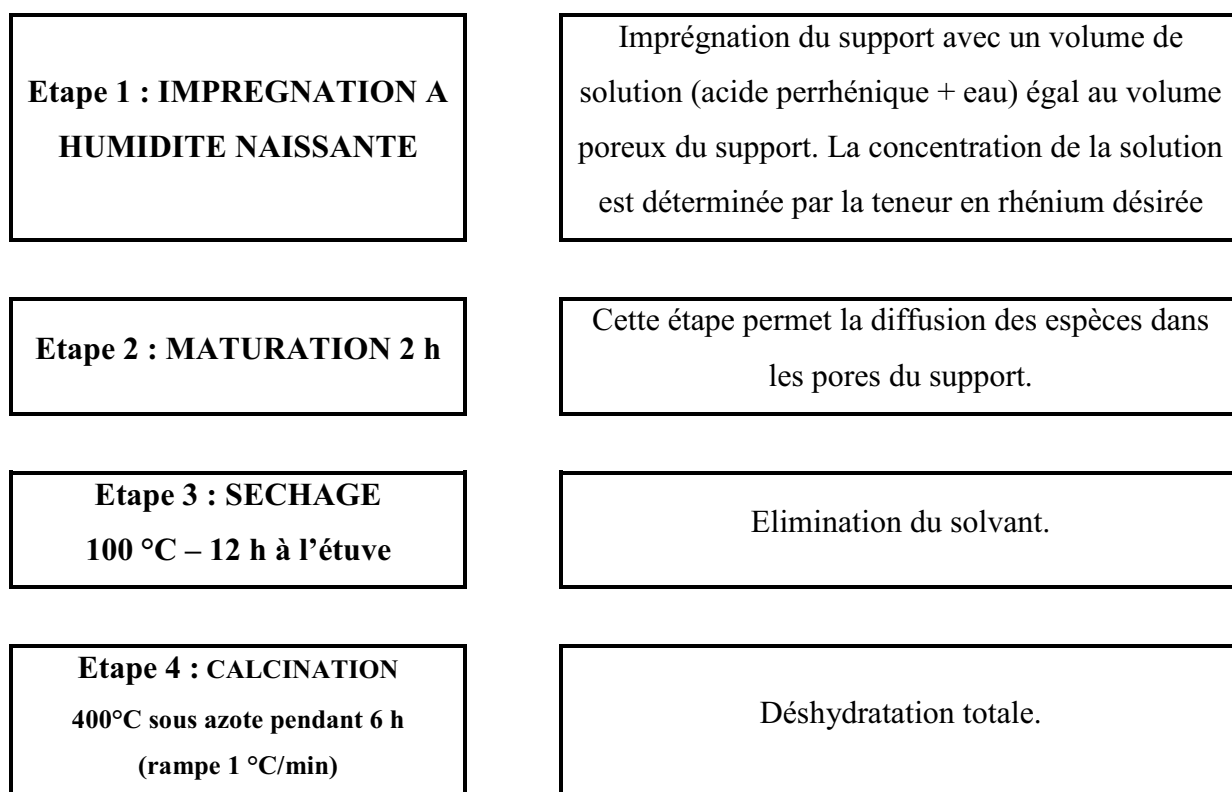 Etape 1 : IMPREGNATION A
HUMIDITE NAISSANTE
Imprégnation du support avec un volume de
solution (acide perrhénique + eau) égal au volume
poreux du support. La concentration de la solution
est déterminée par la teneur en rhénium désirée
Etape 2 : MATURATION 2 h
Cette étape permet la diffusion des espèces dans
les pores du support.
Etape 3 : SECHAGE
100 °C – 12 h à l’étuve
Elimination du solvant.
Etape 4 : CALCINATION
400°C sous azote pendant 6 h
(rampe 1 °C/min)
Déshydratation totale.